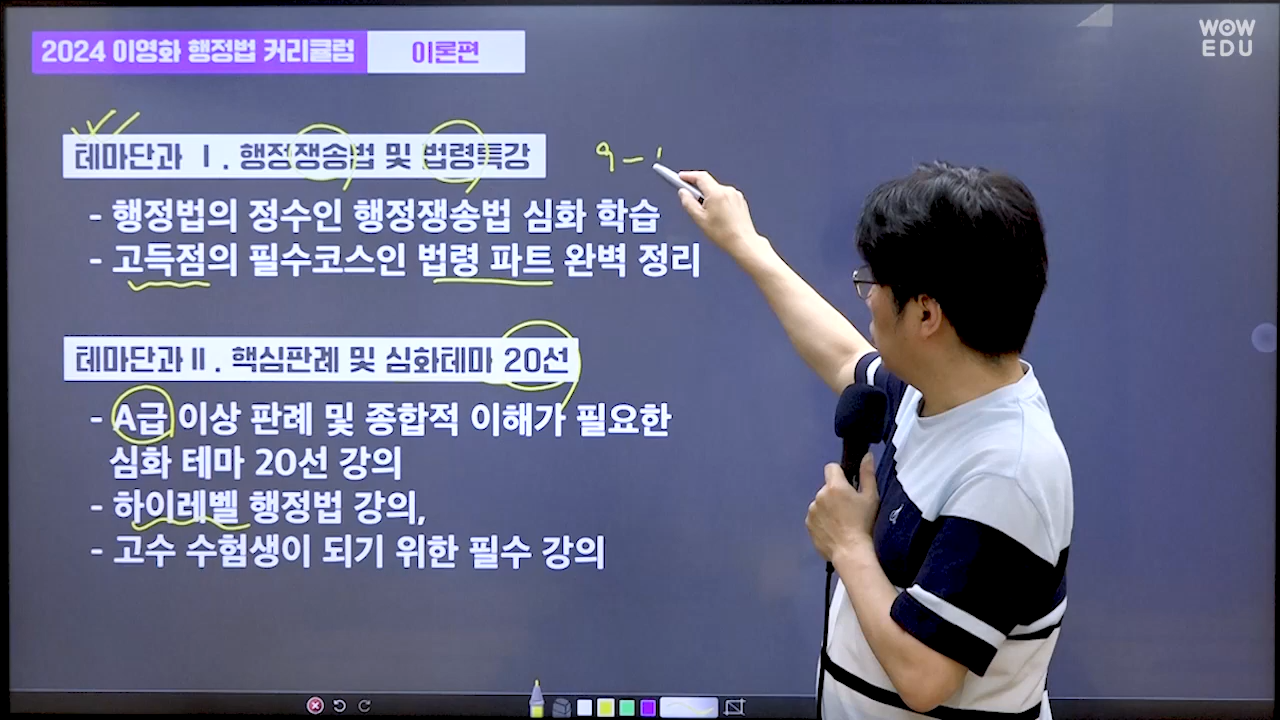 2024 이영화 행정법 커리큘럼 이론편
WOW
EDU
테마단과 Ⅰ. 행정쟁송법 및 법령특강
9-1
- 행정법의 정수인 행정쟁송법 심화 학습
- 고득점의 필수코스인 법령 파트 완벽 정리
테마단과Ⅱ. 핵심판례 및 심화테마 20선
- A급 이상 판례 및 종합적 이해가 필요한
심화 테마 20선 강의
- 하이레벨 행정법 강의,
- 고수 수험생이 되기 위한 필수 강의